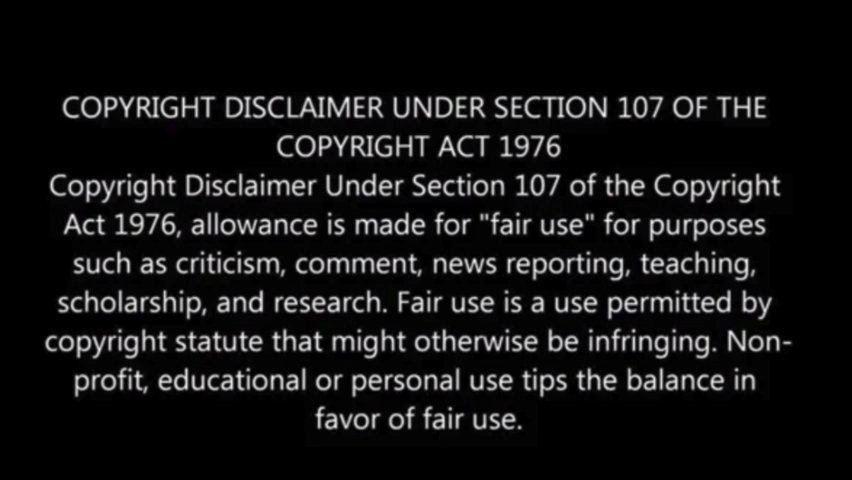 COPYRIGHT DISCLAIMER UNDER SECTION 107 OF THE
COPYRIGHT ACT 1976
Copyright Disclaimer Under Section 107 of the Copyright
Act 1976, allowance is made for "fair use" for purposes
such as criticism, comment, news reporting, teaching,
scholarship, and research. Fair use is a use permitted by
copyright statute that might otherwise be infringing. Non-
profit, educational or personal use tips the balance in
favor of fair use.